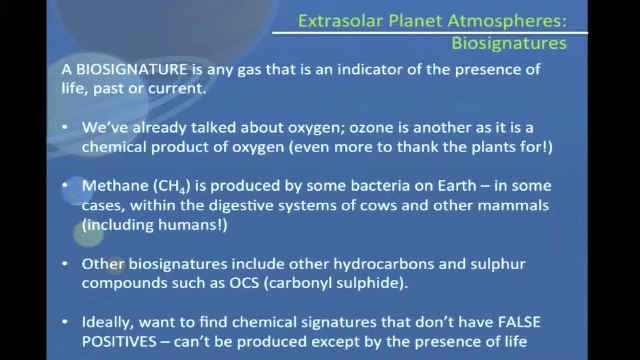 Extrasolar Planet Atmospheres:
Biosignatures
A BIOSIGNATURE is any gas that is an indicator of the presence of
life, past or current.
• We've already talked about oxygen; ozone is another as it is a
chemical product of oxygen (even more to thank the plants for!)
• Methane (CH₄) is produced by some bacteria on Earth – in some
cases, within the digestive systems of cows and other mammals
(including humans!)
• Other biosignatures include other hydrocarbons and sulphur
compounds such as OCS (carbonyl sulphide).
• Ideally, want to find chemical signatures that don't have FALSE
POSITIVES – can't be produced except by the presence of life